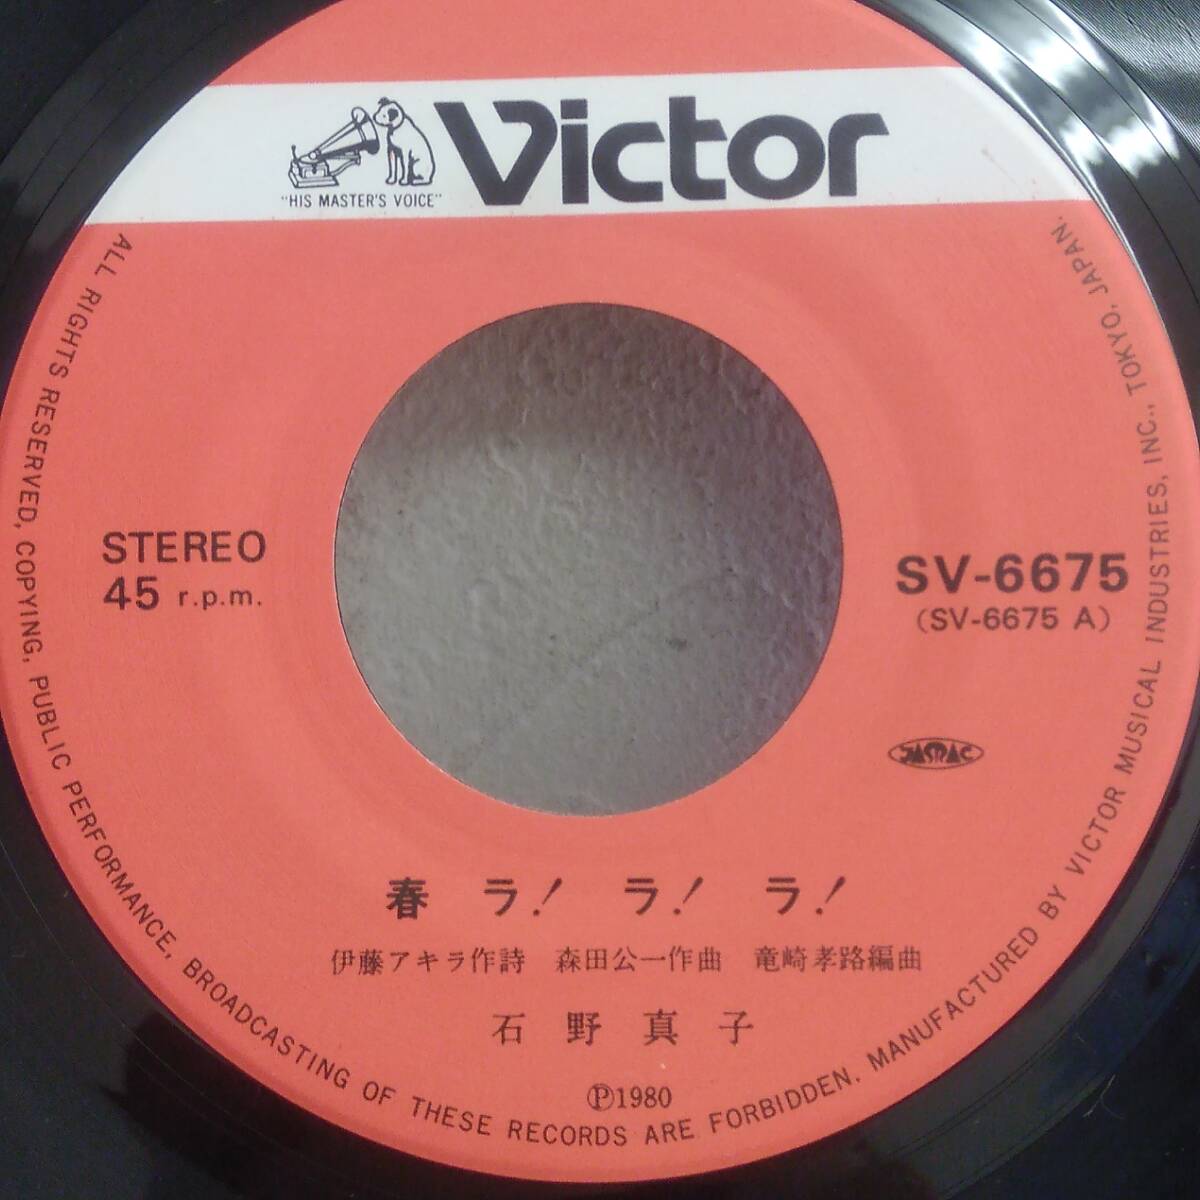 Victor
"HIS MASTER'S VOICE"
STEREO
45 r.p.m.
SV-6675
(SV-6675 A)
JASRAC
春 ラ! ラ! ラ!
伊藤アキラ作詩 森田公一作曲 竜崎孝路編曲
石野真子
Ⓟ1980
ALL RIGHTS RESERVED, COPYING, PUBLIC PERFORMANCE, BROADCASTING OF THESE RECORDS ARE FORBIDDEN. MANUFACTURED BY VICTOR MUSICAL INDUSTRIES, INC., TOKYO, JAPAN.